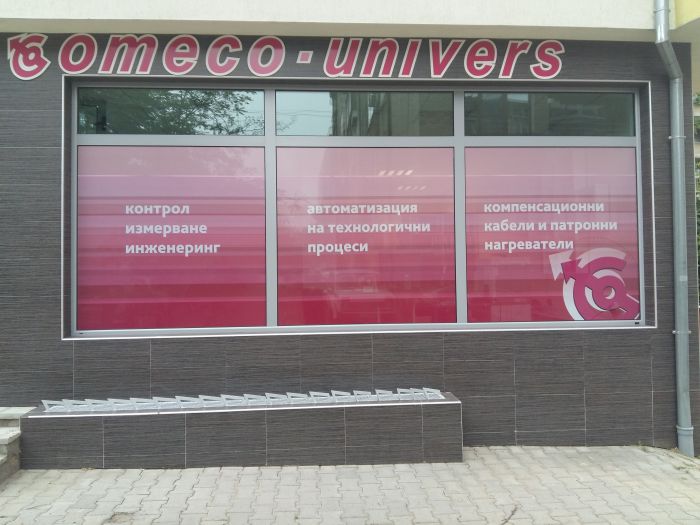 comeco·univers
контрол
измерване
инженеринг
автоматизация
на технологични
процеси
компенсационни
кабели и патронни
нагреватели